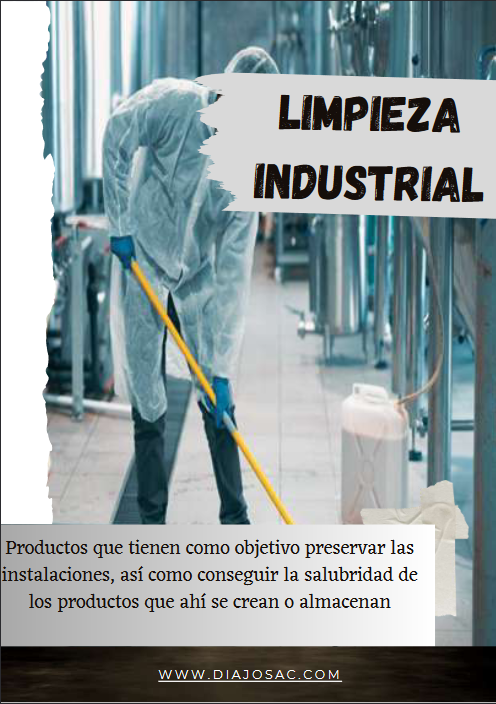 LIMPIEZA
INDUSTRIAL
Productos que tienen como objetivo preservar las
instalaciones, así como conseguir la salubridad de
los productos que ahí se crean o almacenan
WWW.DIAJOSAC.COM